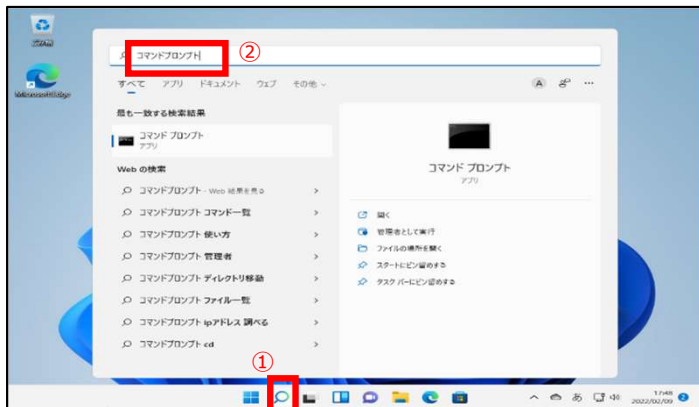 ごみ箱
Microsoft Edge
コマンドプロンプト
②
すべて アプリ ドキュメント ウェブ その他
A
最も一致する検索結果
コマンド プロンプト
アプリ
Web の検索
コマンドプロンプト - Web 結果を見る
コマンドプロンプト コマンド一覧
コマンドプロンプト 使い方
コマンドプロンプト 管理者
コマンドプロンプト ディレクトリ移動
コマンドプロンプト ファイル一覧
コマンドプロンプト ipアドレス 調べる
コマンドプロンプト cd
コマンド プロンプト
アプリ
開く
管理者として実行
ファイルの場所を開く
スタートにピン留めする
タスク バーにピン留めする
①
あ
17:48
2022/02/09